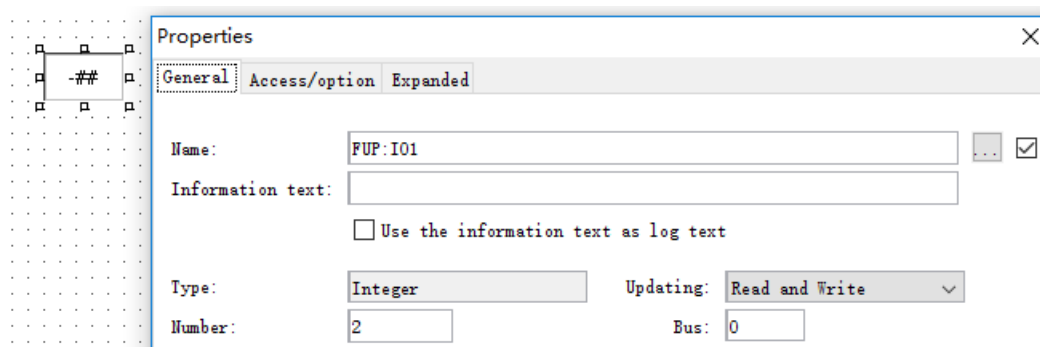 Properties
-##
General Access/option Expanded
Name: FUP:I01 ...
Information text:
Use the information text as log text
Type: Integer Updating: Read and Write
Number: 2 Bus: 0